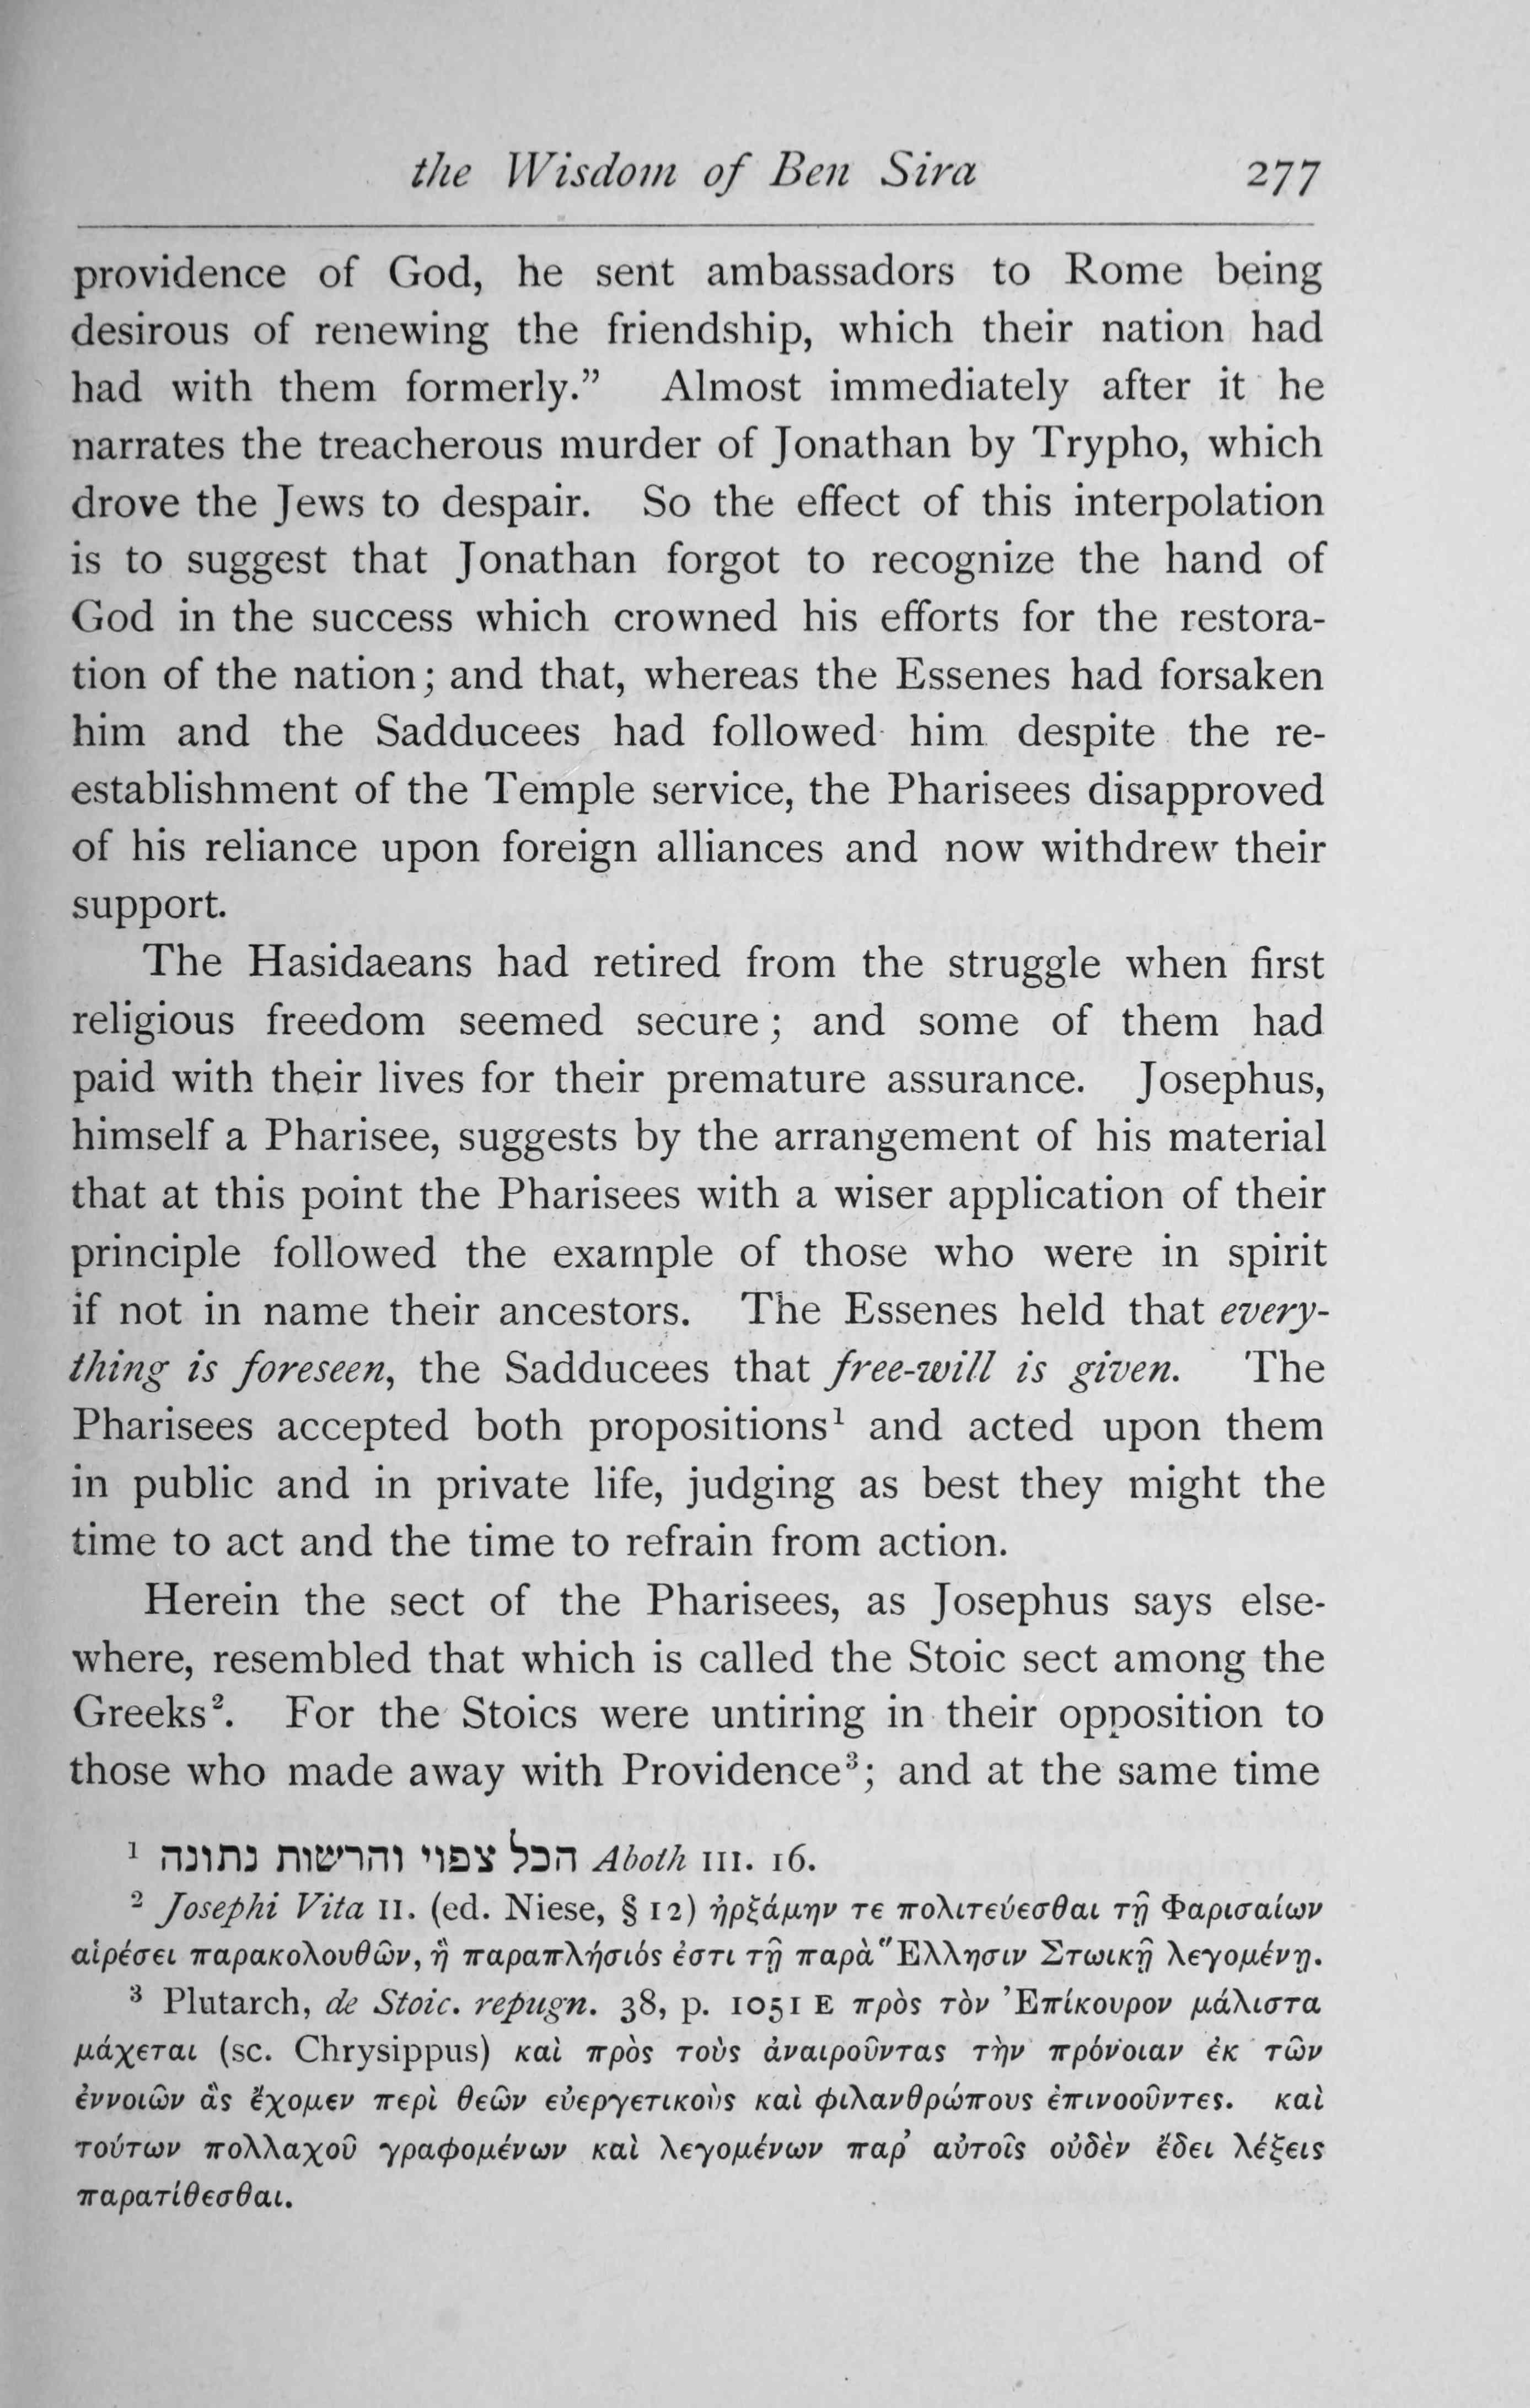 the Wisdom of Ben Sira 277
providence of God, he sent ambassadors to Rome being
desirous of renewing the friendship, which their nation had
had with them formerly.” Almost immediately after it he
narrates the treacherous murder of Jonathan by Trypho, which
drove the Jews to despair. So the effect of this interpolation
is to suggest that Jonathan forgot to recognize the hand of
God in the success which crowned his efforts for the restora-
tion of the nation; and that, whereas the Essenes had forsaken
him and the Sadducees had followed him despite the re-
establishment of the Temple service, the Pharisees disapproved
of his reliance upon foreign alliances and now withdrew their
support.
The Hasidaeans had retired from the struggle when first
religious freedom seemed secure; and some of them had
paid with their lives for their premature assurance. Josephus,
himself a Pharisee, suggests by the arrangement of his material
that at this point the Pharisees with a wiser application of their
principle followed the example of those who were in spirit
if not in name their ancestors. The Essenes held that every-
thing is foreseen, the Sadducees that free-will is given. The
Pharisees accepted both propositions¹ and acted upon them
in public and in private life, judging as best they might the
time to act and the time to refrain from action.
Herein the sect of the Pharisees, as Josephus says else-
where, resembled that which is called the Stoic sect among the
Greeks². For the Stoics were untiring in their opposition to
those who made away with Providence³; and at the same time
¹ הכל צפוי והרשות נתונה Aboth III. 16.
² Josephi Vita II. (ed. Niese, § 12) ἠρξάμην τε πολιτεύεσθαι τῇ Φαρισαίων
αἱρέσει παρακολουθῶν, ἣ παραπλήσιός ἐστι τῇ παρὰ Ἕλλησιν Στωικῇ λεγομένῃ.
³ Plutarch, de Stoic. repugn. 38, p. 1051 E πρὸς τὸν Ἐπίκουρον μάλιστα
μάχεται (sc. Chrysippus) καὶ πρὸς τοὺς ἀναιροῦντας τὴν πρόνοιαν ἐκ τῶν
ἐννοιῶν ἃς ἔχομεν περὶ θεῶν εὐεργετικοὺς καὶ φιλανθρώπους ἐπινοοῦντες. καὶ
τούτων πολλαχοῦ γραφομένων καὶ λεγομένων παρ’ αὐτοῖς οὐδὲν ἔδει λέξεις
παρατίθεσθαι.